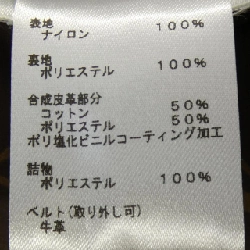 表地
ナイロン 100%
裏地
ポリエステル 100%
合成皮革部分
コットン 50%
ポリエステル 50%
ポリ塩化ビニルコーティング加工
詰物
ポリエステル 100%
ベルト(取り外し可)
牛革